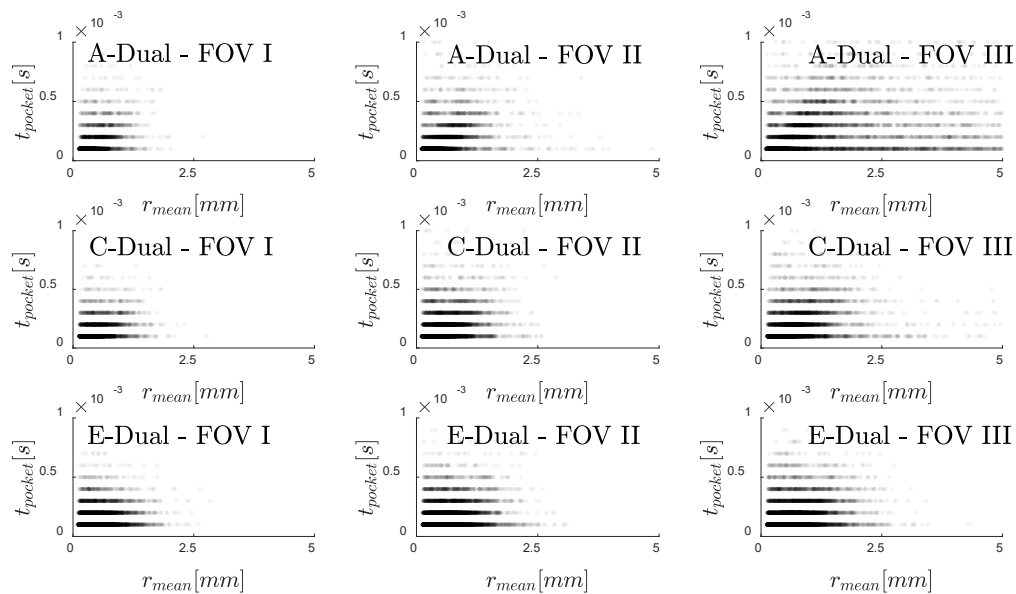 × 10 -3 × 10 -3 × 10 -3
1 1 1
A-Dual - FOV I A-Dual - FOV II A-Dual - FOV III
t_pocket[s] t_pocket[s] t_pocket[s]
0.5 0.5 0.5
0 0 0
0 2.5 5 0 2.5 5 0 2.5 5
r_mean[mm] r_mean[mm] r_mean[mm]
× 10 -3 × 10 -3 × 10 -3
1 1 1
C-Dual - FOV I C-Dual - FOV II C-Dual - FOV III
t_pocket[s] t_pocket[s] t_pocket[s]
0.5 0.5 0.5
0 0 0
0 2.5 5 0 2.5 5 0 2.5 5
r_mean[mm] r_mean[mm] r_mean[mm]
× 10 -3 × 10 -3 × 10 -3
1 1 1
E-Dual - FOV I E-Dual - FOV II E-Dual - FOV III
t_pocket[s] t_pocket[s] t_pocket[s]
0.5 0.5 0.5
0 0 0
0 2.5 5 0 2.5 5 0 2.5 5
r_mean[mm] r_mean[mm] r_mean[mm]